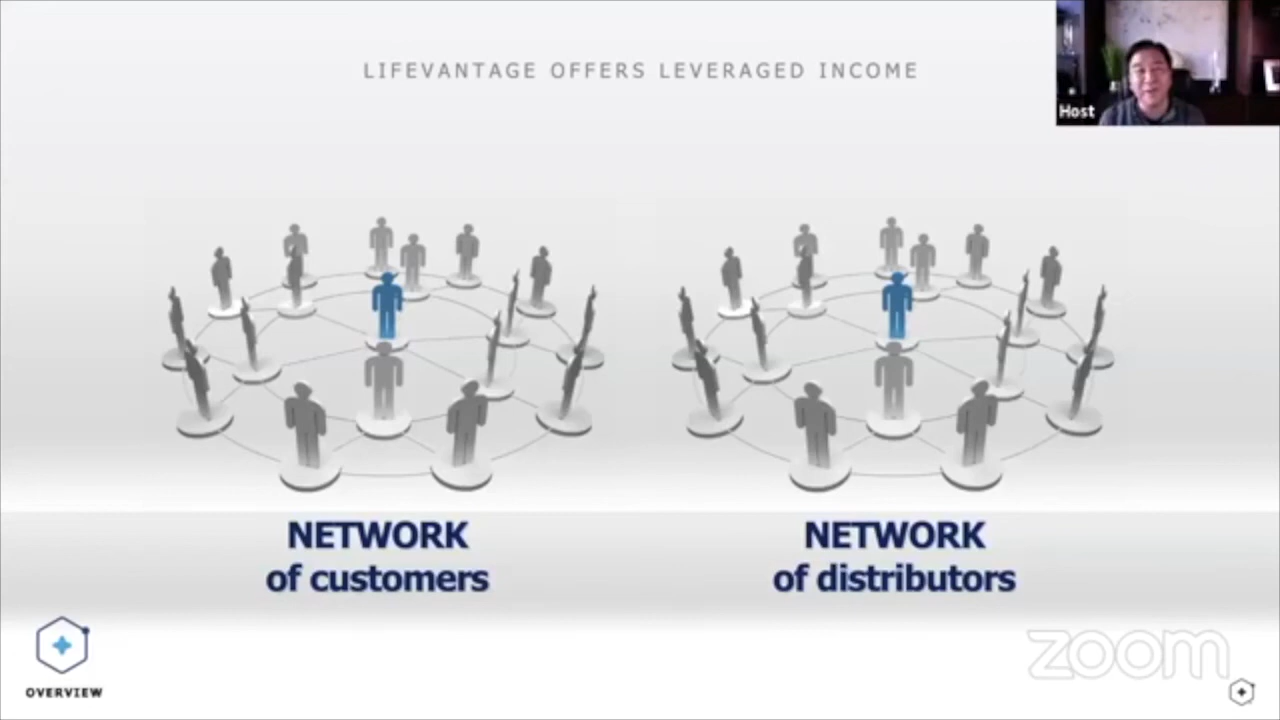 LIFEVANTAGE OFFERS LEVERAGED INCOME
Host
NETWORK
of customers
NETWORK
of distributors
OVERVIEW
zoom